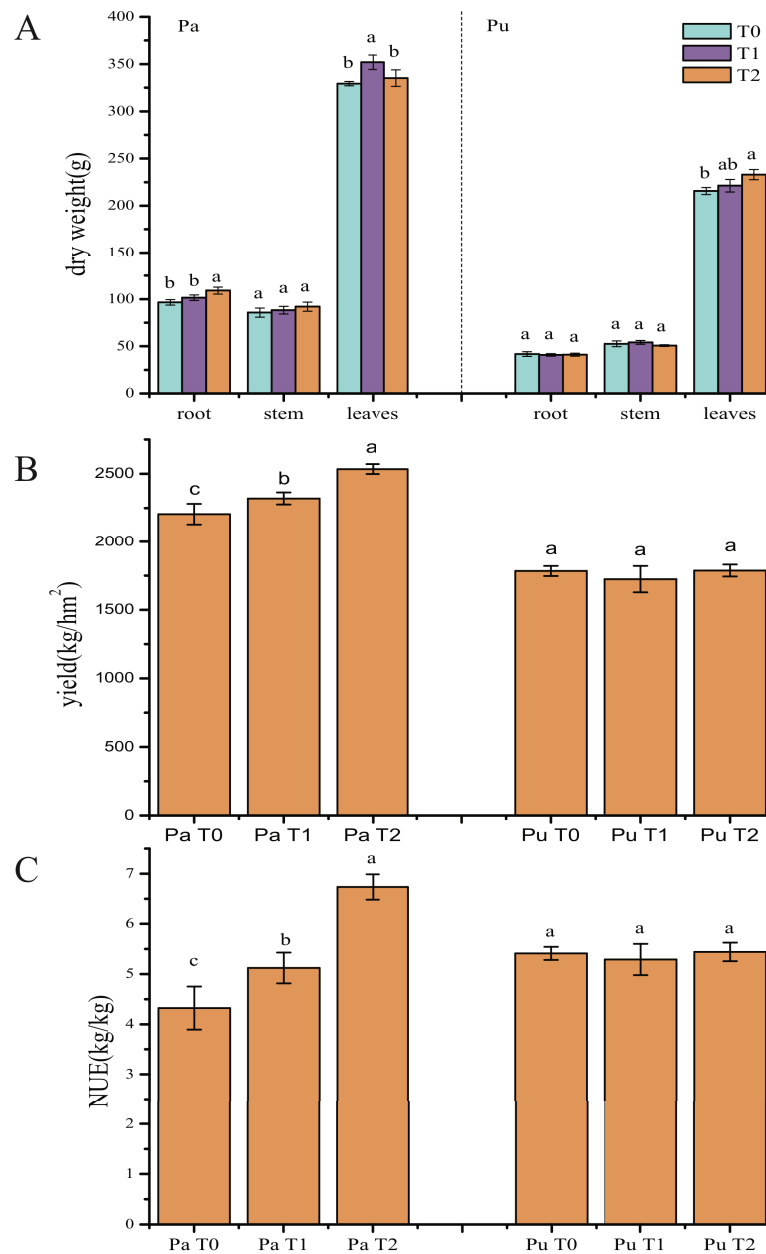 A
Pa
Pu
T0
T1
T2
400
350
300
250
200
150
100
50
0
dry weight(g)
b a b
b b a
a a a
b ab a
a a a
a a a
root stem leaves root stem leaves
B
2500
2000
1500
1000
500
0
yield(kg/hm2)
c b a a a a
Pa T0 Pa T1 Pa T2 Pu T0 Pu T1 Pu T2
C
7
6
5
4
3
2
1
0
NUE(kg/kg)
c b a a a a
Pa T0 Pa T1 Pa T2 Pu T0 Pu T1 Pu T2